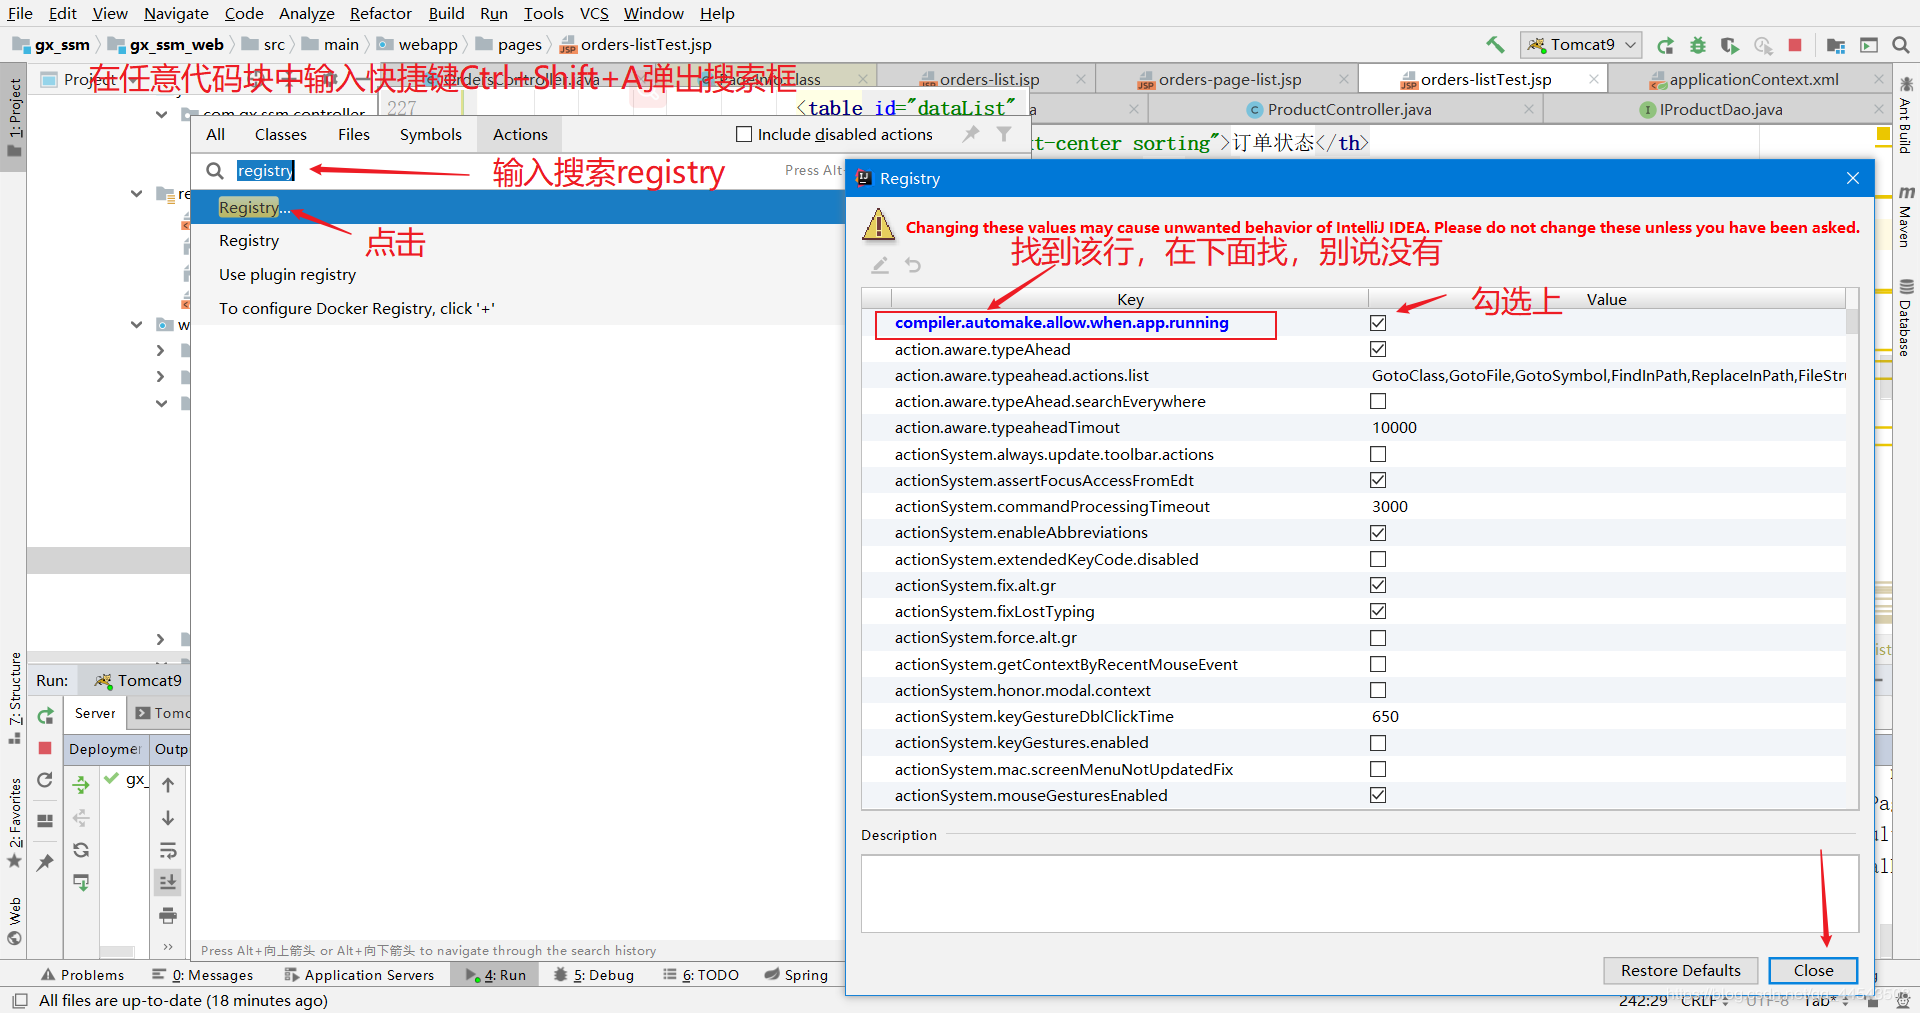 File Edit View Navigate Code Analyze Refactor Build Run Tools VCS Window Help
gx_ssm gx_ssm_web src main webapp pages orders-listTest.jsp
Tomcat9
在任意代码块中输入快捷键Ctrl+Shift+A弹出搜索框
orders-list.jsp orders-page-list.jsp orders-listTest.jsp applicationContext.xml
227 <table id="dataList"
ProductController.java IProductDao.java
com.gx.ssm.controller
All Classes Files Symbols Actions Include disabled actions
xt-center sorting">订单状态</th>
registry
Press Alt
输入搜索registry
Registry...
点击
Registry
Use plugin registry
To configure Docker Registry, click '+'
Registry
Changing these values may cause unwanted behavior of IntelliJ IDEA. Please do not change these unless you have been asked.
找到该行，在下面找，别说没有
Key Value
勾选上
compiler.automake.allow.when.app.running
action.aware.typeAhead
action.aware.typeahead.actions.list GotoClass,GotoFile,GotoSymbol,FindInPath,ReplaceInPath,FileStru
action.aware.typeAhead.searchEverywhere
action.aware.typeaheadTimout 10000
actionSystem.always.update.toolbar.actions
actionSystem.assertFocusAccessFromEdt
actionSystem.commandProcessingTimeout 3000
actionSystem.enableAbbreviations
actionSystem.extendedKeyCode.disabled
actionSystem.fix.alt.gr
actionSystem.fixLostTyping
actionSystem.force.alt.gr
actionSystem.getContextByRecentMouseEvent
actionSystem.honor.modal.context
actionSystem.keyGestureDblClickTime 650
actionSystem.keyGestures.enabled
actionSystem.mac.screenMenuNotUpdatedFix
actionSystem.mouseGesturesEnabled
Description
Restore Defaults Close
1: Project
7: Structure
2: Favorites
Web
Ant Build
Maven
Database
Run: Tomcat9
Server Tomc
Deploymen Outp
gx_
Press Alt+向上箭头 or Alt+向下箭头 to navigate through the search history
Problems 0: Messages Application Servers 4: Run 5: Debug 6: TODO Spring
All files are up-to-date (18 minutes ago)
242:29 CRLF UTF-8 Tab*